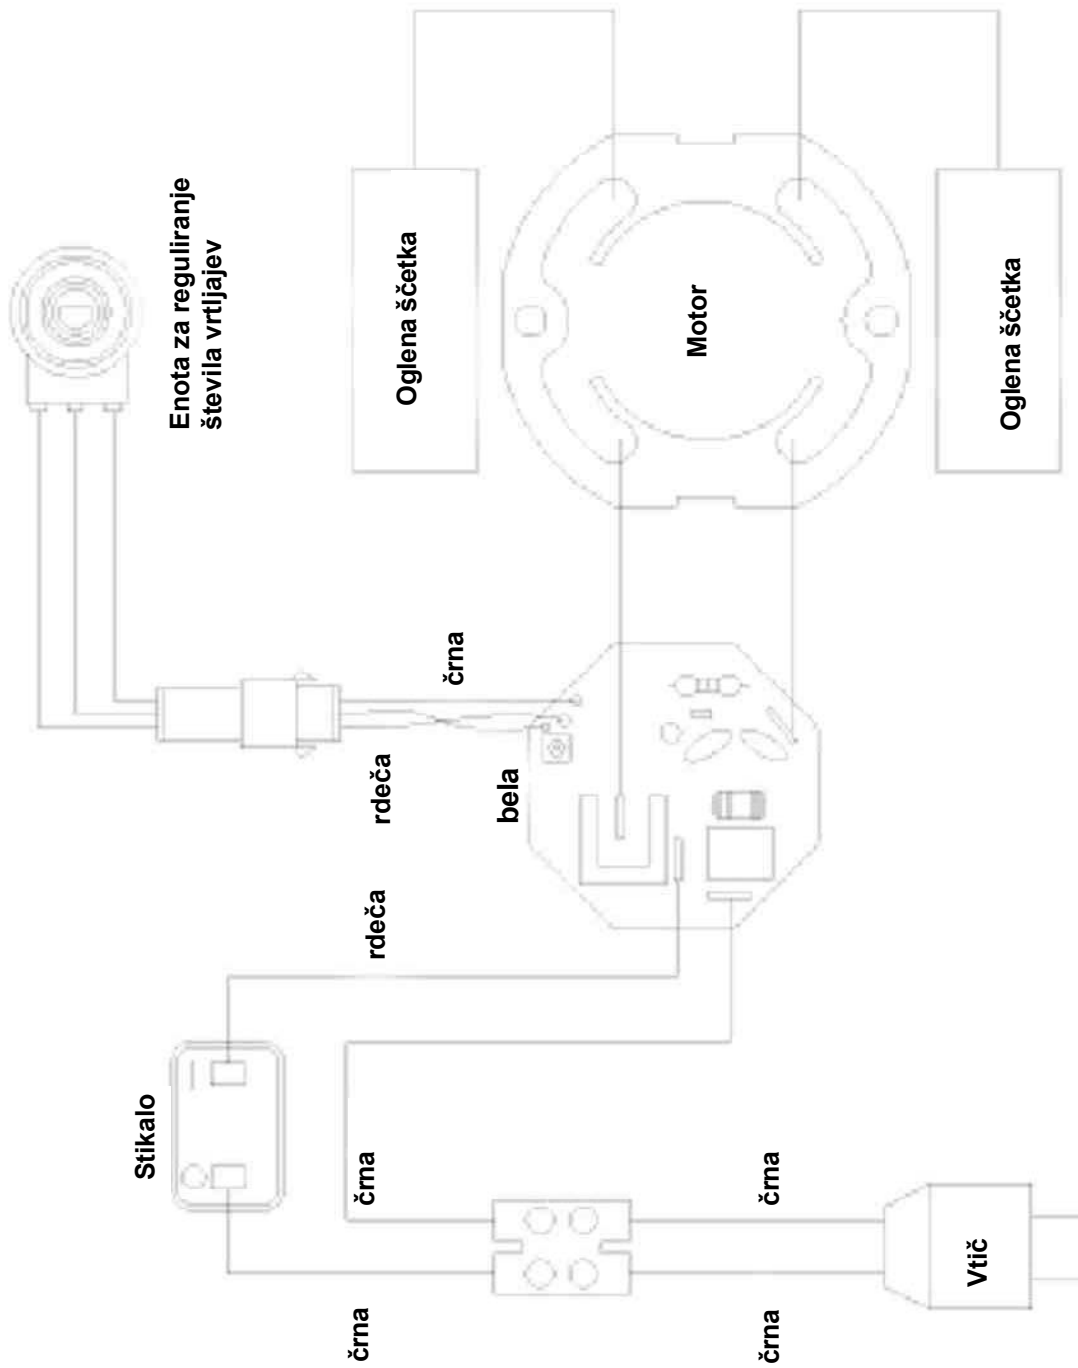 Enota za reguliranje
števila vrtljajev
Oglena ščetka
Motor
Oglena ščetka
črna
rdeča
bela
rdeča
Stikalo
črna
črna
črna
črna
Vtič